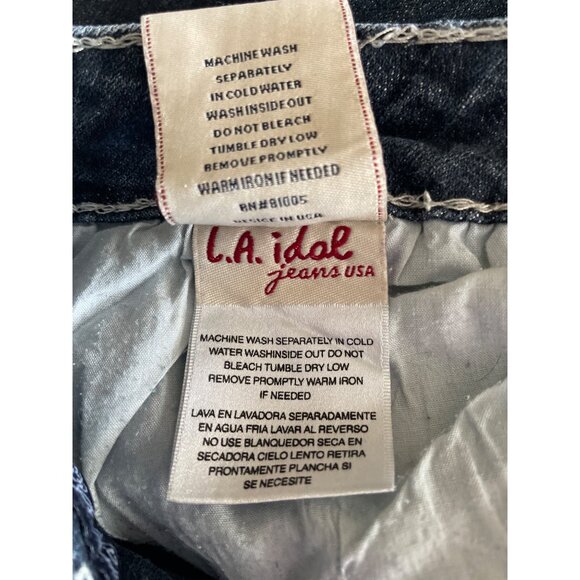 MACHINE WASH
SEPARATELY
IN COLD WATER
WASH INSIDE OUT
DO NOT BLEACH
TUMBLE DRY LOW
REMOVE PROMPTLY
WARM IRON IF NEEDED
RN#81005
IN USA
L.A. idol
jeans USA
MACHINE WASH SEPARATELY IN COLD
WATER WASHINSIDE OUT DO NOT
BLEACH TUMBLE DRY LOW
REMOVE PROMPTLY WARM IRON
IF NEEDED
LAVA EN LAVADORA SEPARADAMENTE
EN AGUA FRIA LAVAR AL REVERSO
NO USE BLANQUEDOR SECA EN
SECADORA CIELO LENTO RETIRA
PRONTAMENTE PLANCHA SI
SE NECESITE